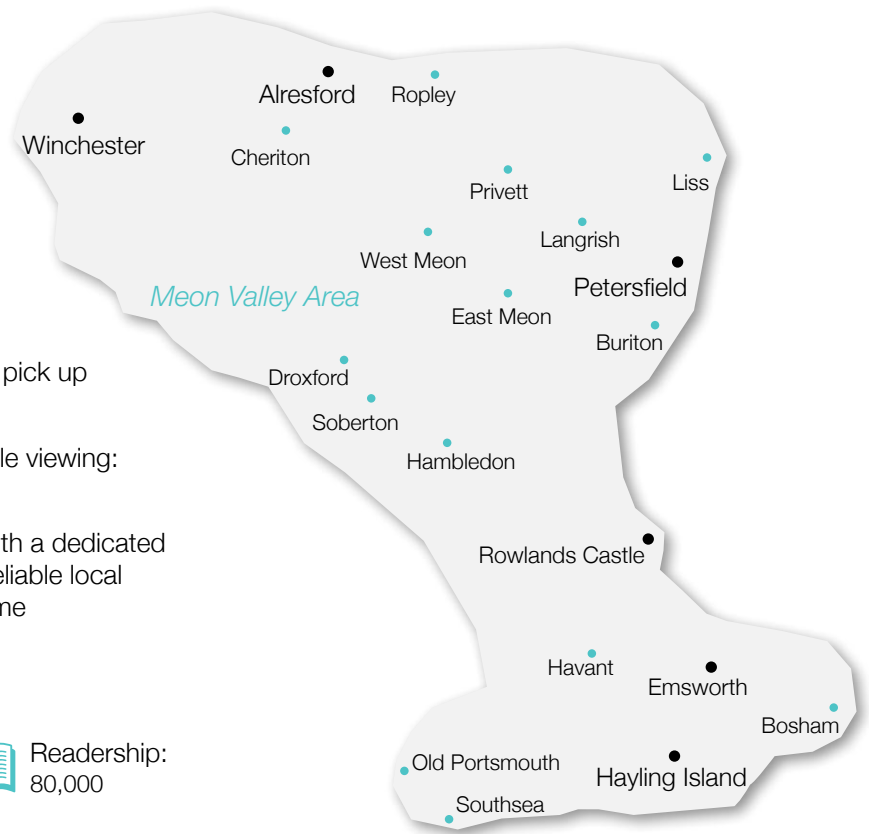 Alresford
Ropley
Winchester
Cheriton
Liss
Privett
Langrish
West Meon
Petersfield
Meon Valley Area
East Meon
Buriton
pick up
Droxford
Soberton
le viewing:
Hambledon
th a dedicated
Rowlands Castle
eliable local
me
Havant
Emsworth
Bosham
Readership:
80,000
Old Portsmouth
Hayling Island
Southsea